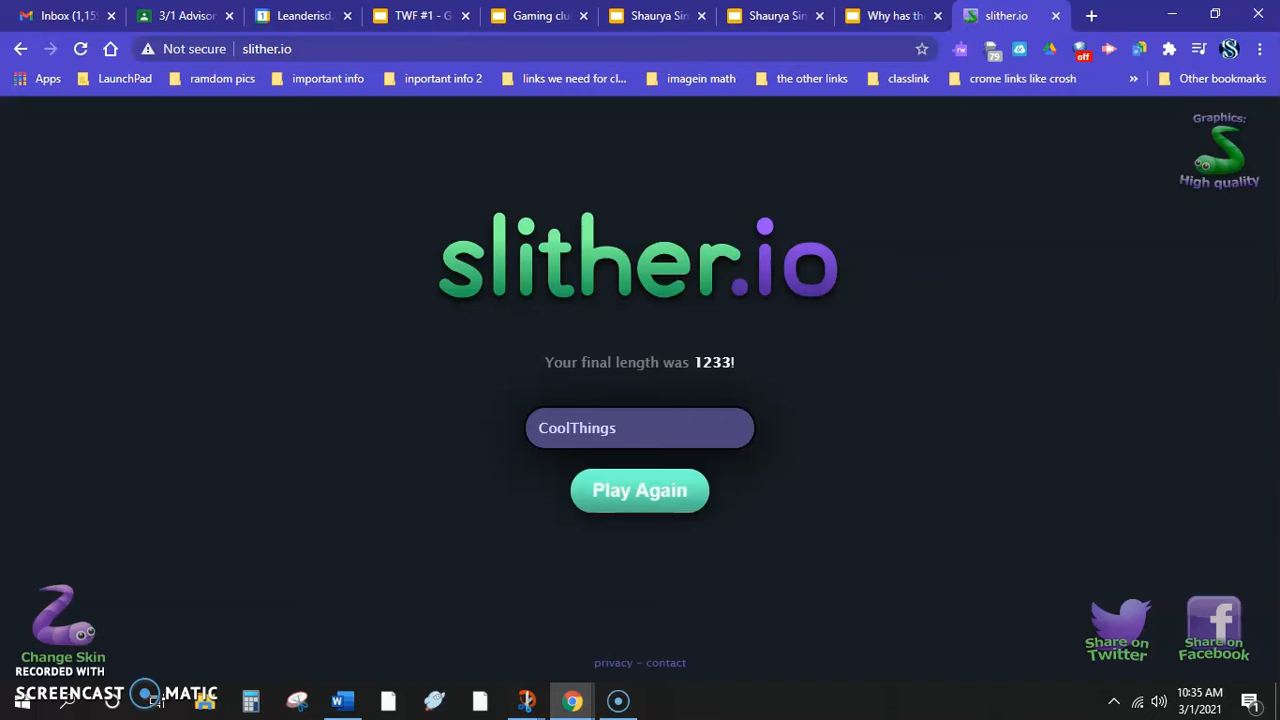 Inbox (1,15
3/1 Advisor
Leanderisd.
TWF #1 - G
Gaming clu
Shaurya Sin
Shaurya Sin
Why has th
slither.io
Not secure
slither.io
79
off
Apps
LaunchPad
ramdom pics
important info
inportant info 2
links we need for cl...
imagein math
the other links
classlink
crome links like crosh
»
Other bookmarks
Graphics:
High quality
slither.io
Your final length was 1233!
CoolThings
Play Again
Change Skin
Share on
Twitter
Share on
Facebook
privacy – contact
RECORDED WITH
SCREENCAST MATIC
10:35 AM
3/1/2021